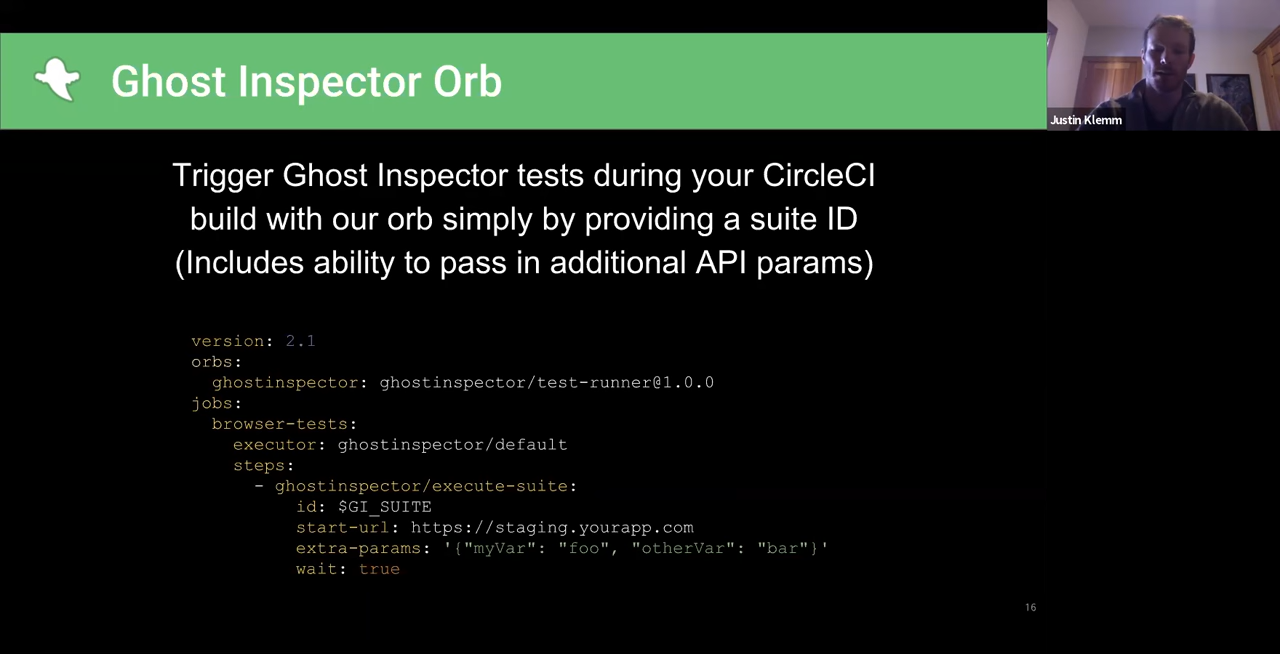 Ghost Inspector Orb
Justin Klemm
Trigger Ghost Inspector tests during your CircleCI
build with our orb simply by providing a suite ID
(Includes ability to pass in additional API params)
version: 2.1
orbs:
  ghostinspector: ghostinspector/test-runner@1.0.0
jobs:
  browser-tests:
    executor: ghostinspector/default
    steps:
      - ghostinspector/execute-suite:
          id: $GI_SUITE
          start-url: https://staging.yourapp.com
          extra-params: '{"myVar": "foo", "otherVar": "bar"}'
          wait: true
16